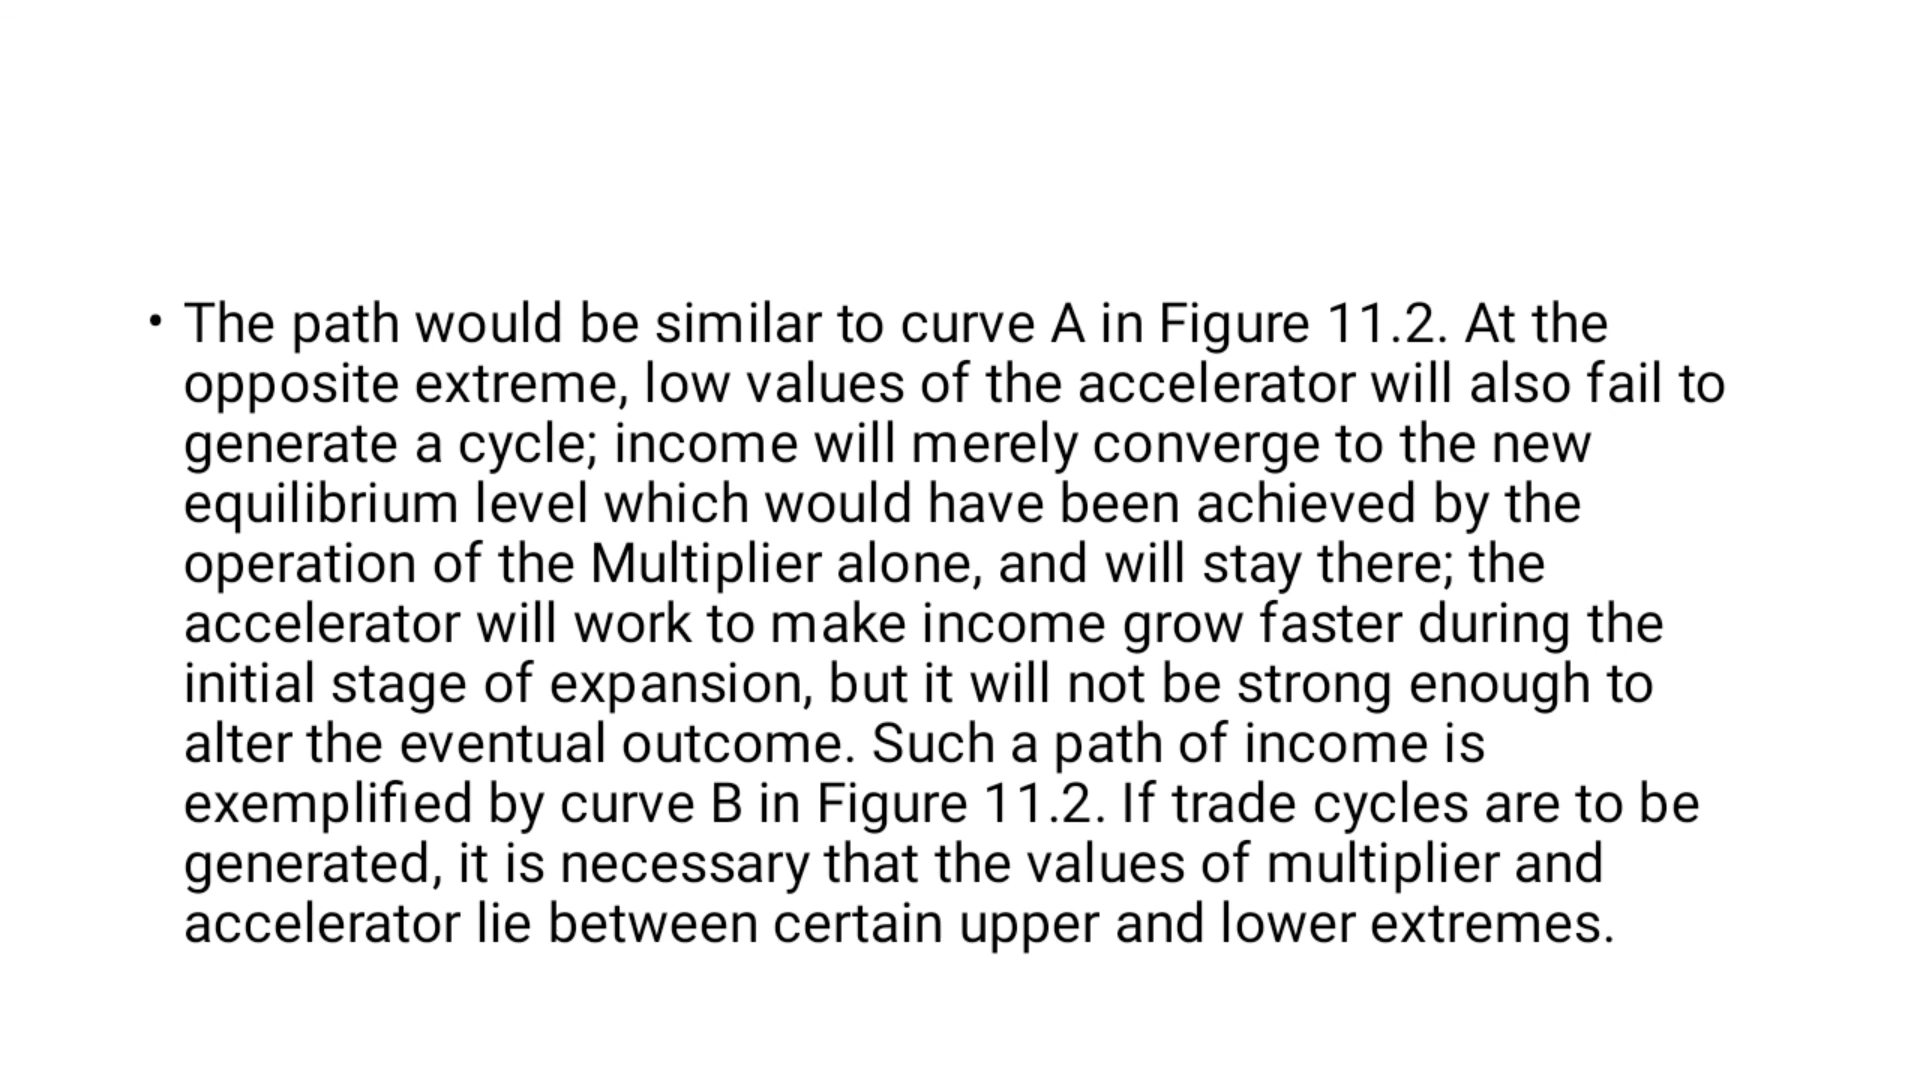 • The path would be similar to curve A in Figure 11.2. At the
opposite extreme, low values of the accelerator will also fail to
generate a cycle; income will merely converge to the new
equilibrium level which would have been achieved by the
operation of the Multiplier alone, and will stay there; the
accelerator will work to make income grow faster during the
initial stage of expansion, but it will not be strong enough to
alter the eventual outcome. Such a path of income is
exemplified by curve B in Figure 11.2. If trade cycles are to be
generated, it is necessary that the values of multiplier and
accelerator lie between certain upper and lower extremes.